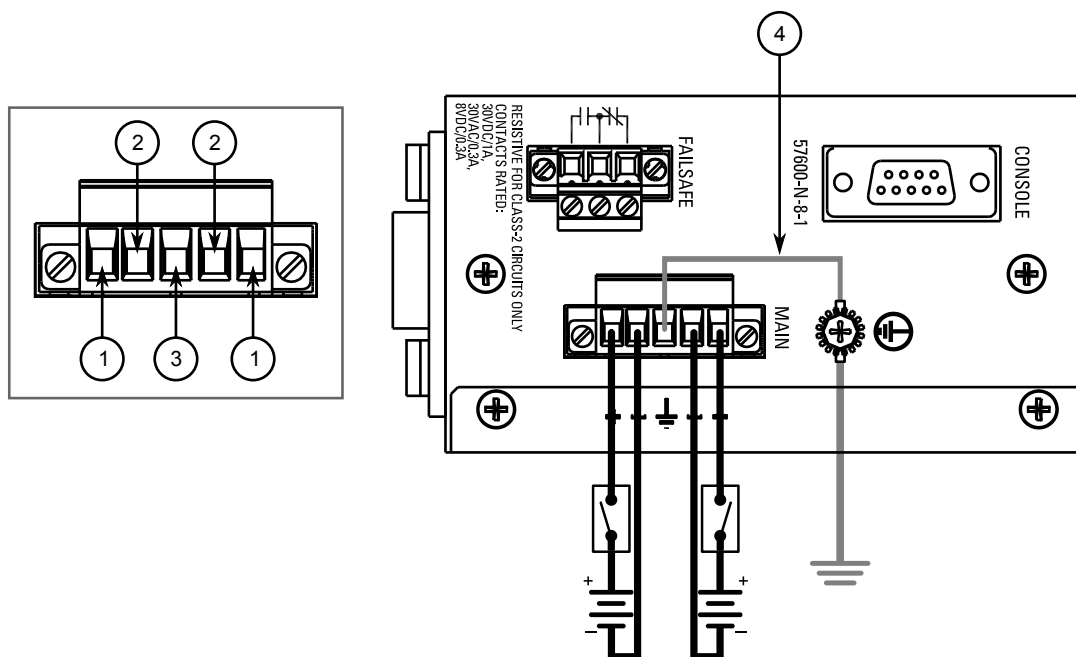 4
2
2
1
3
1
RESISTIVE FOR CLASS-2 CIRCUITS ONLY
CONTACTS RATED:
30VDC/1A,
30VAC/0.3A,
8VDC/0.3A
FAILSAFE
57600-N-8-1
CONSOLE
MAIN
+ - - +
+ +
- -